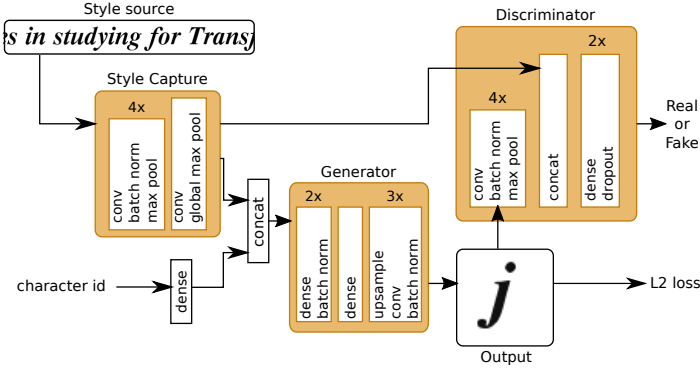 Style source
s in studying for Transf
Style Capture
4x
conv
batch norm
max pool
conv
global max pool
character id
dense
concat
Generator
2x
dense
batch norm
dense
3x
upsample
conv
batch norm
Discriminator
4x
conv
batch norm
max pool
concat
2x
dense
dropout
Real
or
Fake
j
Output
L2 loss